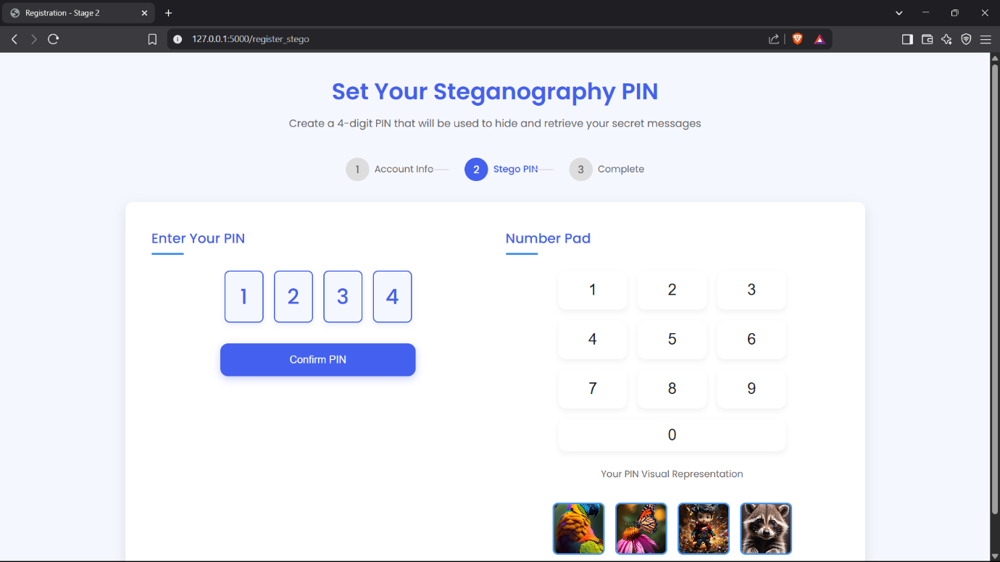 Registration - Stage 2
127.0.0.1:5000/register_stego
Set Your Steganography PIN
Create a 4-digit PIN that will be used to hide and retrieve your secret messages
1 Account Info
2 Stego PIN
3 Complete
Enter Your PIN
1 2 3 4
Confirm PIN
Number Pad
1 2 3
4 5 6
7 8 9
0
Your PIN Visual Representation